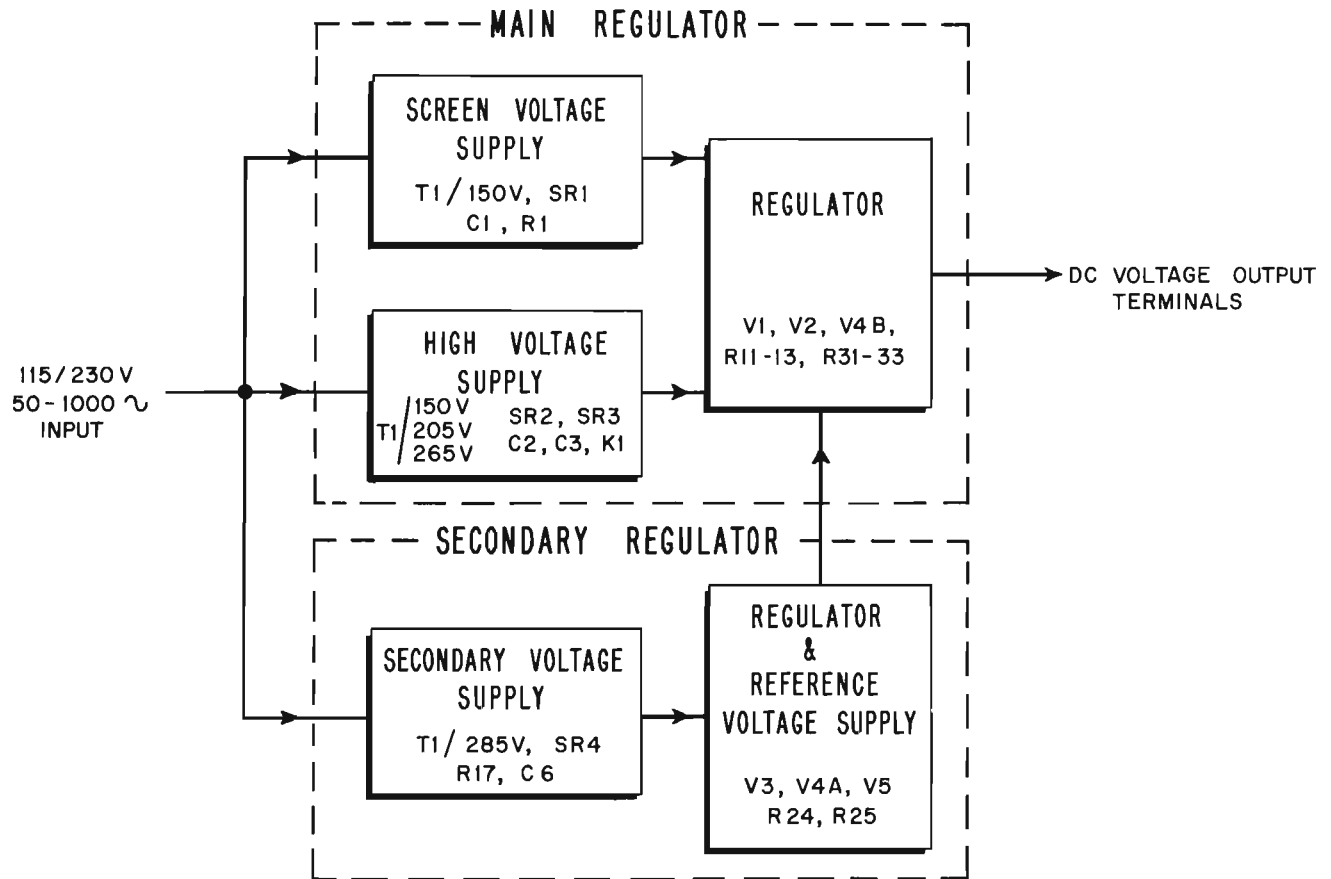 MAIN REGULATOR
SCREEN VOLTAGE
SUPPLY
T1/150V, SR1
C1, R1
REGULATOR
V1, V2, V4B,
R11-13, R31-33
DC VOLTAGE OUTPUT
TERMINALS
HIGH VOLTAGE
SUPPLY
T1/150V
205V
265V
SR2, SR3
C2, C3, K1
115/230V
50-1000 ∿
INPUT
SECONDARY REGULATOR
SECONDARY VOLTAGE
SUPPLY
T1/285V, SR4
R17, C6
REGULATOR
&
REFERENCE
VOLTAGE SUPPLY
V3, V4A, V5
R24, R25